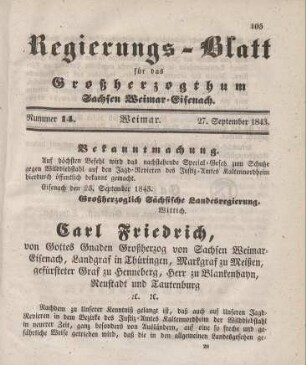 105
Regierungs-Blatt
für das
Großherzogthum
Sachsen Weimar-Eisenach.
Nummer 14. Weimar. 27. September 1843.
Bekanntmachung.
Auf höchsten Befehl wird das nachstehende Special-Gesetz zum Schutze
gegen Wilddiebstahl auf den Jagd-Revieren des Justiz-Amtes Kaltennordheim
hierdurch öffentlich bekannt gemacht.
Eisenach den 23. September 1843.
Großherzoglich Sächsische Landesregierung.
Wittich.
Carl Friedrich,
von Gottes Gnaden Großherzog von Sachsen Weimar-
Eisenach, Landgraf in Thüringen, Markgraf zu Meißen,
gefürsteter Graf zu Henneberg, Herr zu Blankenhayn,
Neustadt und Tautenburg
ꝛc. ꝛc.
Nachdem zu Unserer Kenntniß gelangt ist, daß auch auf Unseren Jagd-
Revieren in dem Bezirke des Justiz-Amtes Kaltennordheim der Wilddiebstahl
in neuerer Zeit, ganz besonders von Ausländern, auf eine so freche und ge-
fährliche Weise getrieben wird, daß die in den allgemeinen Landesgesetzen ge-